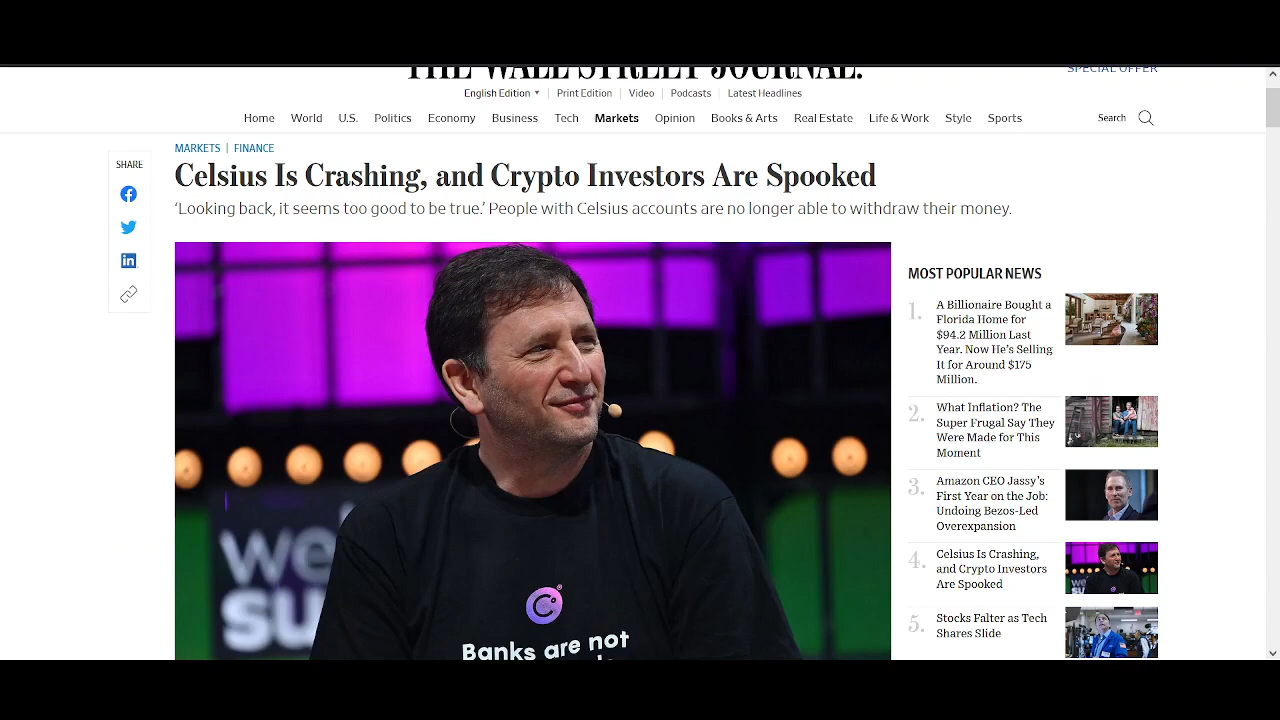 THE WALL STREET JOURNAL.
SPECIAL OFFER
English Edition
Print Edition
Video
Podcasts
Latest Headlines
Home
World
U.S.
Politics
Economy
Business
Tech
Markets
Opinion
Books & Arts
Real Estate
Life & Work
Style
Sports
Search
SHARE
MARKETS | FINANCE
Celsius Is Crashing, and Crypto Investors Are Spooked
‘Looking back, it seems too good to be true.’ People with Celsius accounts are no longer able to withdraw their money.
we
su
Banks are not
MOST POPULAR NEWS
1.
A Billionaire Bought a
Florida Home for
$94.2 Million Last
Year. Now He’s Selling
It for Around $175
Million.
2.
What Inflation? The
Super Frugal Say They
Were Made for This
Moment
3.
Amazon CEO Jassy’s
First Year on the Job:
Undoing Bezos-Led
Overexpansion
4.
Celsius Is Crashing,
and Crypto Investors
Are Spooked
5.
Stocks Falter as Tech
Shares Slide